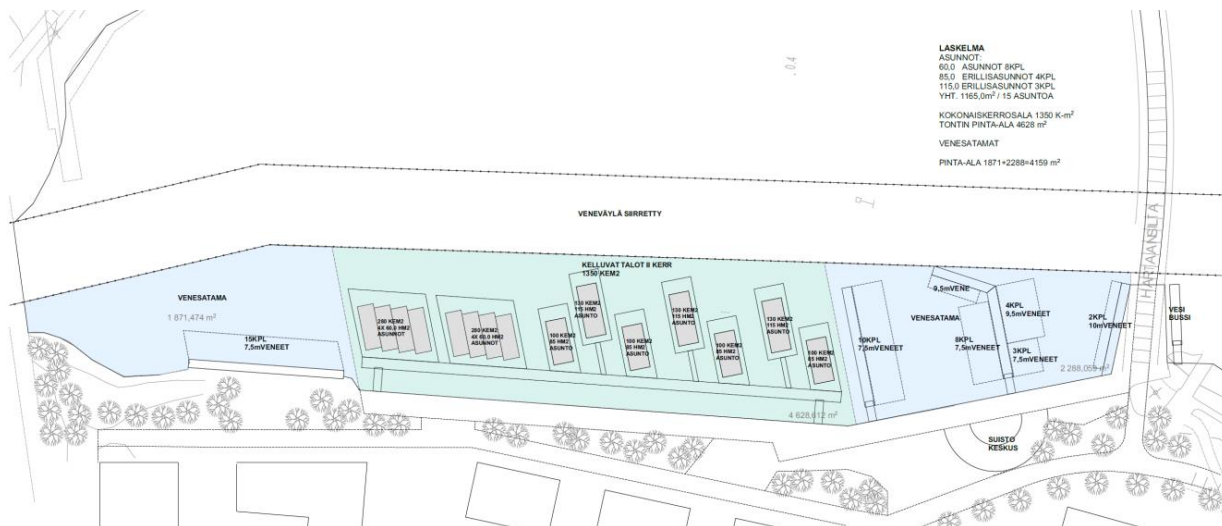 LASKELMA
ASUNNOT:
60,0 ASUNNOT 8KPL
85,0 ERILLISASUNNOT 4KPL
115,0 ERILLISASUNNOT 3KPL
YHT. 1165,0m² / 15 ASUNTOA
KOKONAISKERROSALA 1350 K-m²
TONTIN PINTA-ALA 4628 m²
VENESATAMAT
PINTA-ALA 1871+2288=4159 m²
0.4
VENEVÄYLÄ SIIRRETTY
HARTAANSILTA
KELLUVAT TALOT II KERR
1350 KEM2
VENESATAMA
1 871,474 m²
15KPL
7,5mVENEET
280 KEM2
4X 60,0 HM2
ASUNNOT
280 KEM2
4X 60,0 HM2
ASUNNOT
100 KEM2
85 HM2
ASUNTO
130 KEM2
115 HM2
ASUNTO
100 KEM2
85 HM2
ASUNTO
130 KEM2
115 HM2
ASUNTO
100 KEM2
85 HM2
ASUNTO
130 KEM2
115 HM2
ASUNTO
100 KEM2
85 HM2
ASUNTO
4 628,612 m²
9,5mVENE
VENESATAMA
4KPL
9,5mVENEET
10KPL
7,5mVENEET
8KPL
7,5mVENEET
3KPL
7,5mVENEET
2KPL
10mVENEET
2 288,059 m²
VESI
BUSSI
SUISTO
KESKUS